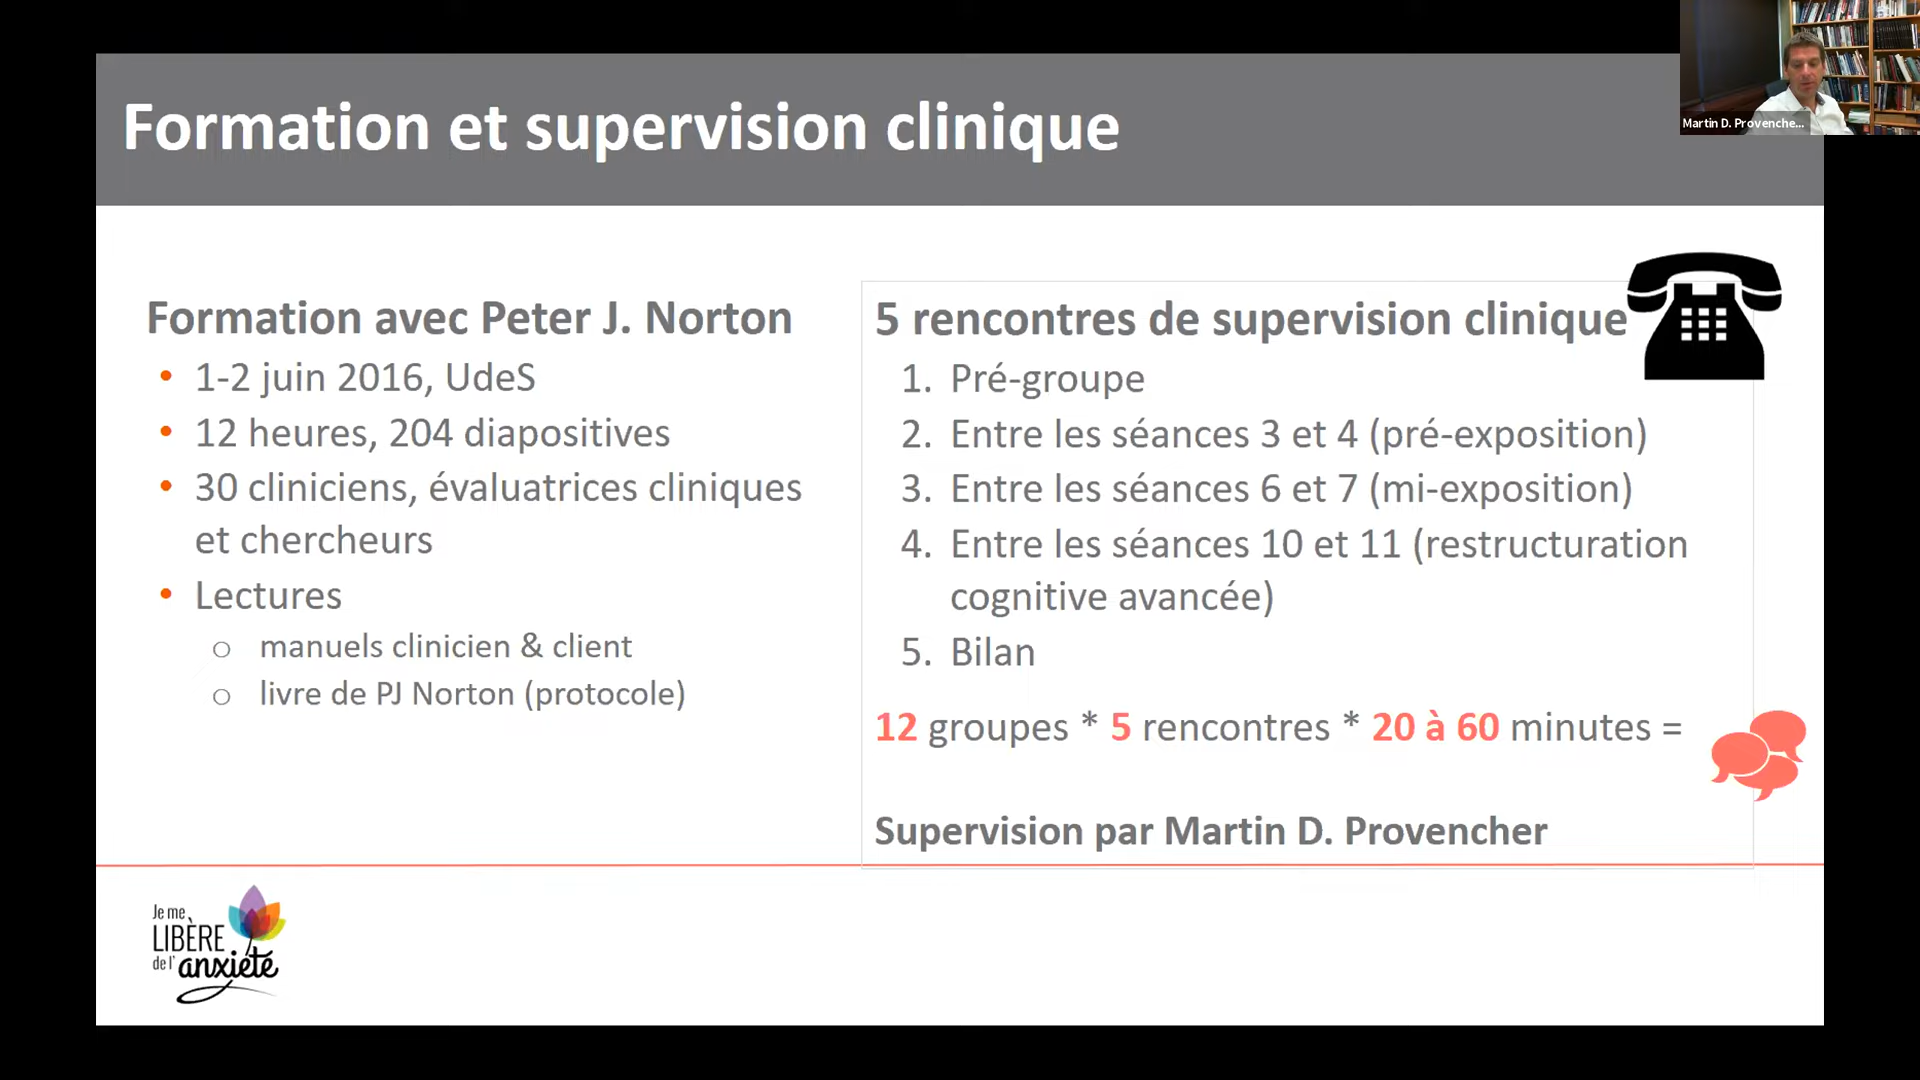 Formation et supervision clinique
Martin D. Provenche...
Formation avec Peter J. Norton
• 1-2 juin 2016, UdeS
• 12 heures, 204 diapositives
• 30 cliniciens, évaluatrices cliniques
et chercheurs
• Lectures
o manuels clinicien & client
o livre de PJ Norton (protocole)
5 rencontres de supervision clinique
1. Pré-groupe
2. Entre les séances 3 et 4 (pré-exposition)
3. Entre les séances 6 et 7 (mi-exposition)
4. Entre les séances 10 et 11 (restructuration
cognitive avancée)
5. Bilan
12 groupes * 5 rencontres * 20 à 60 minutes =
Supervision par Martin D. Provencher
Je me
LIBÈRE
de l' anxiété